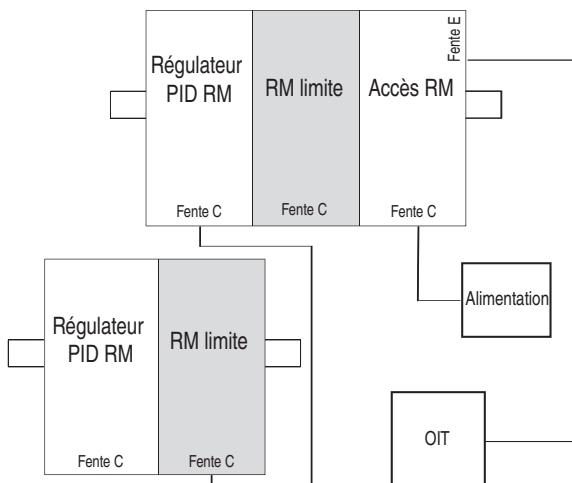 Régulateur
PID RM
RM limite
Accès RM
Fente E
Fente C
Fente C
Fente C
Alimentation
Régulateur
PID RM
RM limite
Fente C
Fente C
OIT